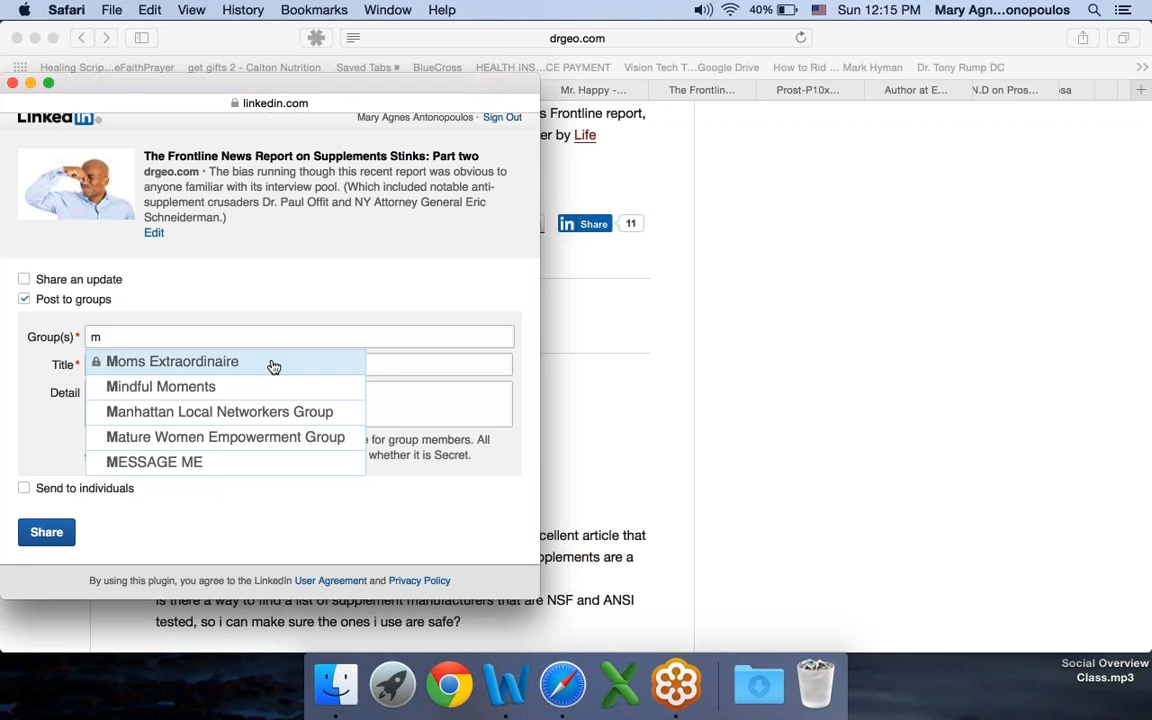 Safari File Edit View History Bookmarks Window Help 40% Sun 12:15 PM Mary Agn...onopoulos
drgeo.com
Healing Scrip...eFaithPrayer get gifts 2 - Calton Nutrition Saved Tabs BlueCross HEALTH INS...CE PAYMENT Vision Tech T...Google Drive How to Rid ... Mark Hyman Dr. Tony Rump DC >>
Mr. Happy -... The Frontlin... Prost-P10x... Author at E... N.D on Pros... osa
linkedin.com
Linkedin® Mary Agnes Antonopoulos · Sign Out
s Frontline report,
er by Life
The Frontline News Report on Supplements Stinks: Part two
drgeo.com · The bias running though this recent report was obvious to
anyone familiar with its interview pool. (Which included notable anti-
supplement crusaders Dr. Paul Offit and NY Attorney General Eric
Schneiderman.)
Edit
in Share 11
Share an update
Post to groups
Group(s)* m
Title*
Detail
Moms Extraordinaire
Mindful Moments
Manhattan Local Networkers Group
Mature Women Empowerment Group
MESSAGE ME
for group members. All
whether it is Secret.
Send to individuals
Share
By using this plugin, you agree to the LinkedIn User Agreement and Privacy Policy
cellent article that
pplements are a
is there a way to find a list of supplement manufacturers that are NSF and ANSI
tested, so i can make sure the ones i use are safe?
Social Overview
Class.mp3